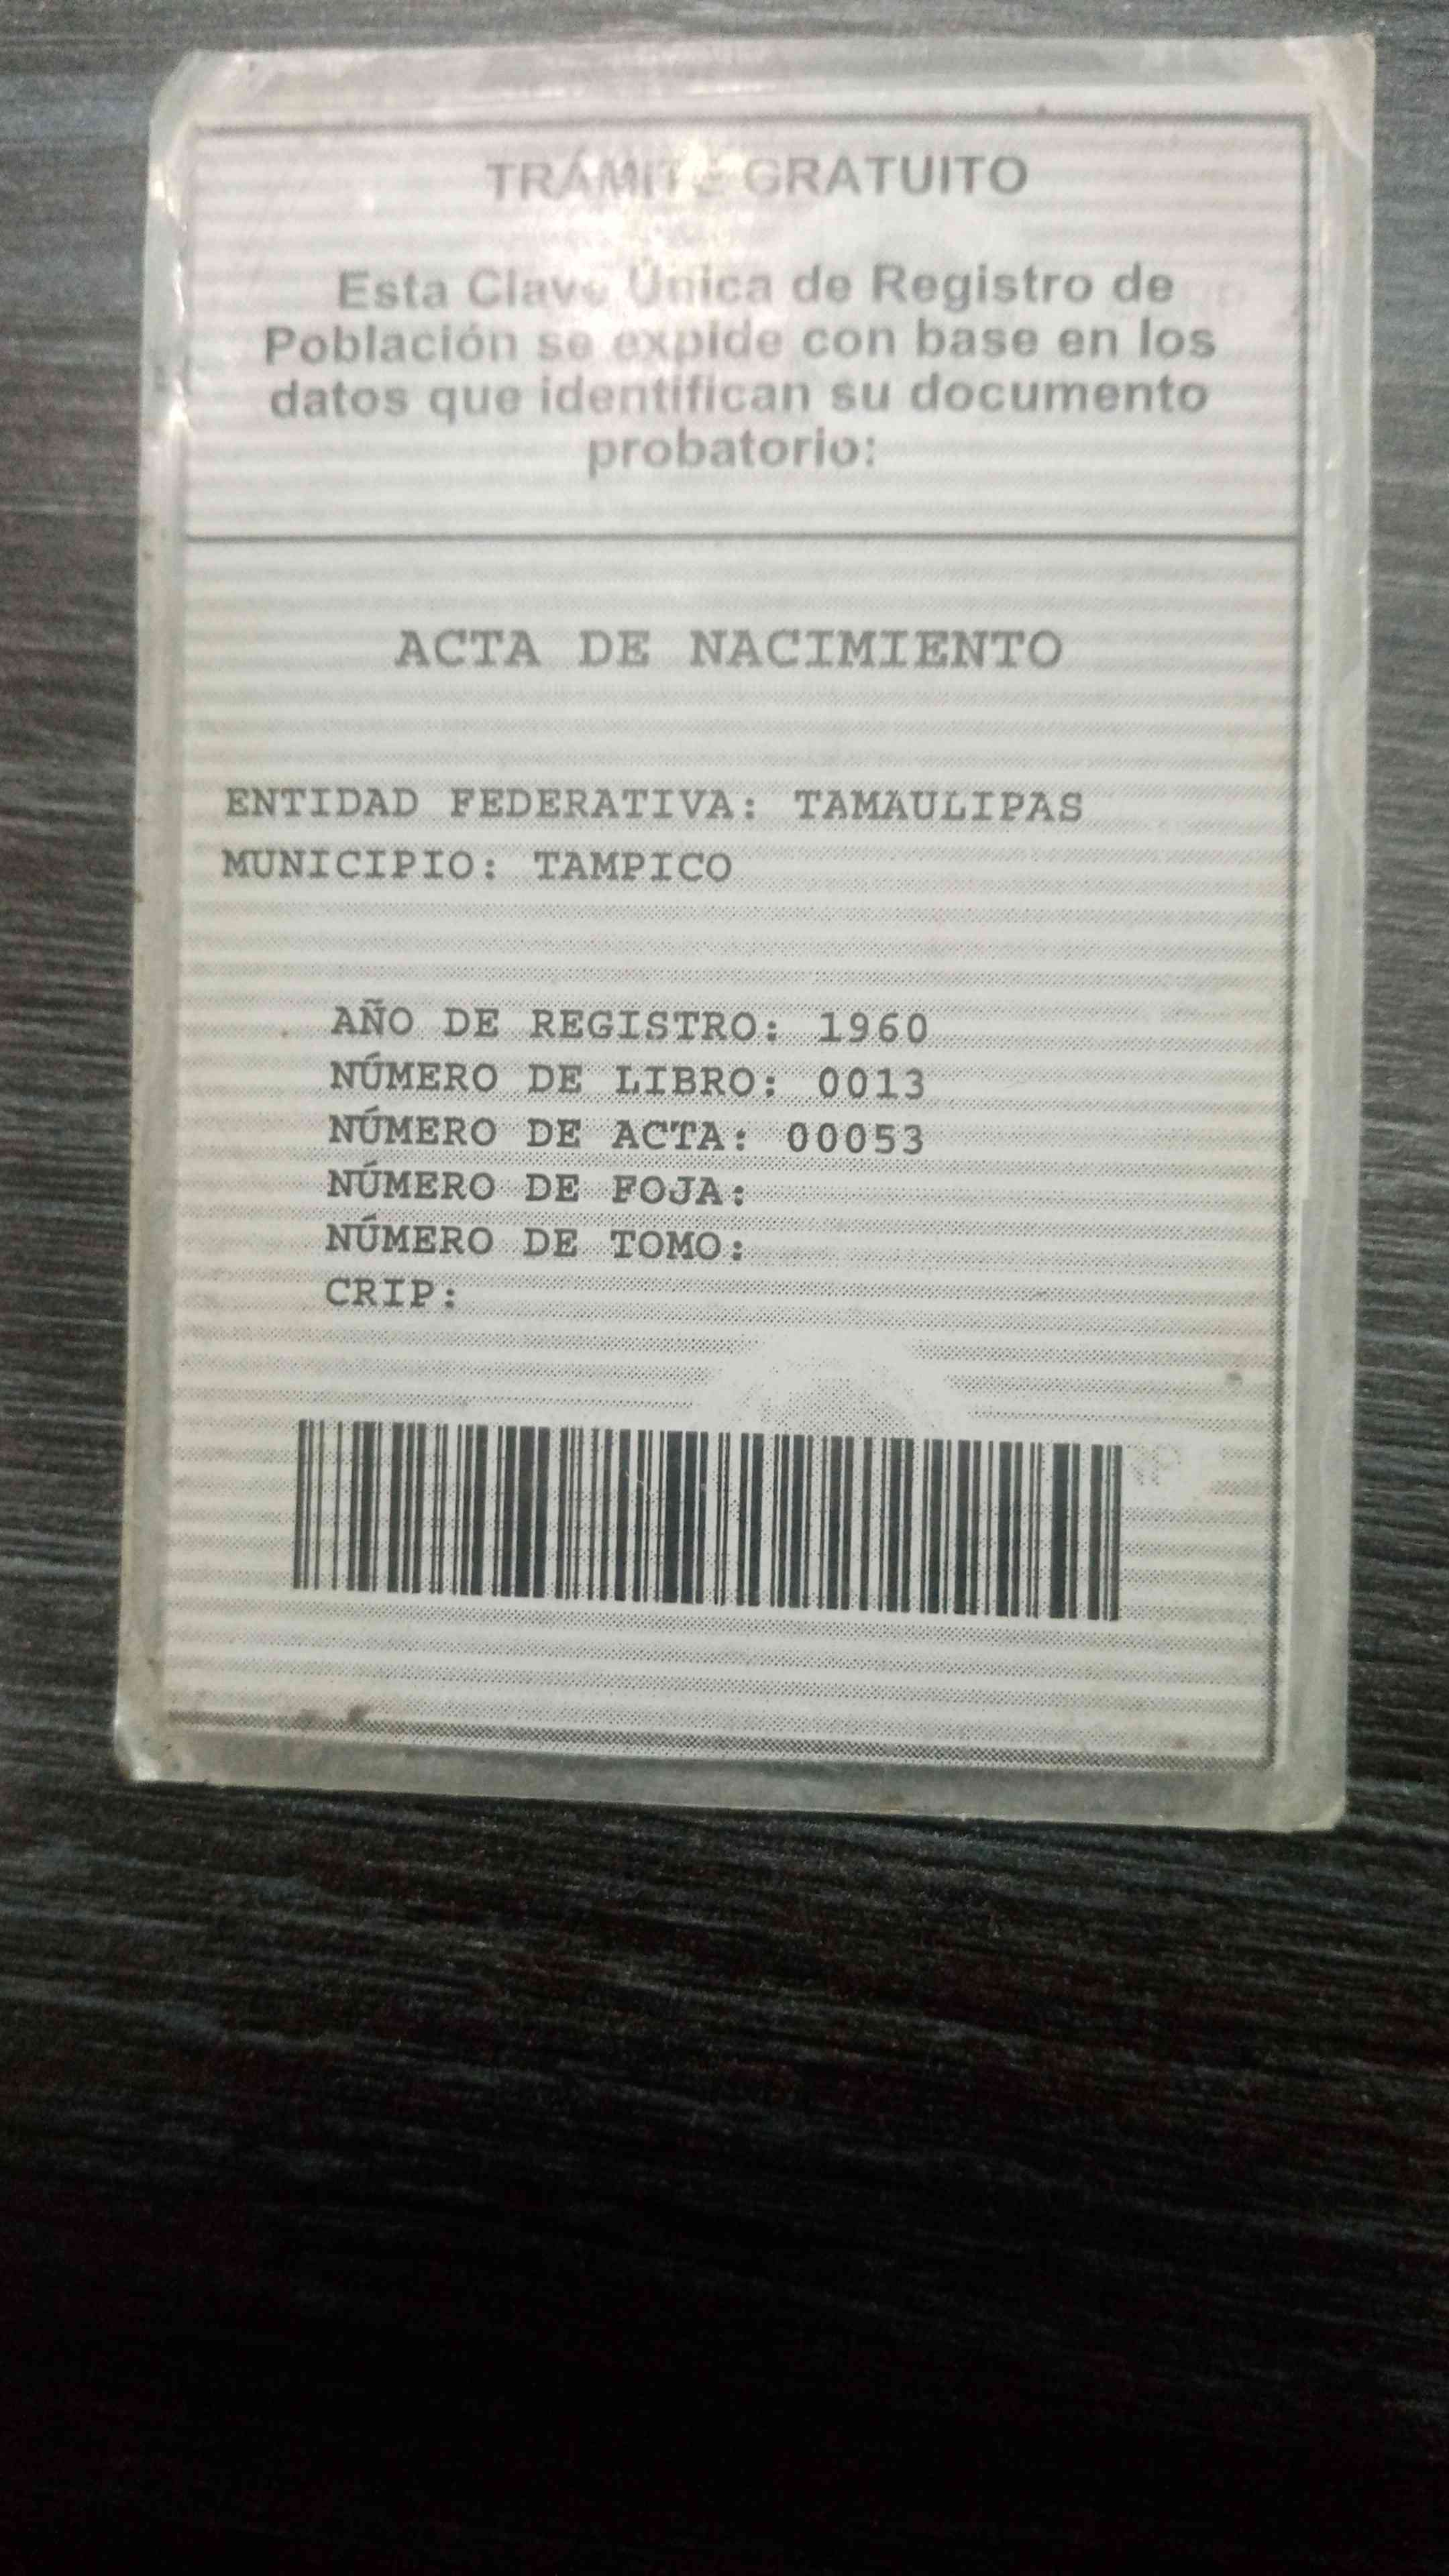 TRÁMITE GRATUITO
Esta Clave Única de Registro de
Población se expide con base en los
datos que identifican su documento
probatorio:
ACTA DE NACIMIENTO
ENTIDAD FEDERATIVA: TAMAULIPAS
MUNICIPIO: TAMPICO
AÑO DE REGISTRO: 1960
NÚMERO DE LIBRO: 0013
NÚMERO DE ACTA: 00053
NÚMERO DE FOJA:
NÚMERO DE TOMO:
CRIP: